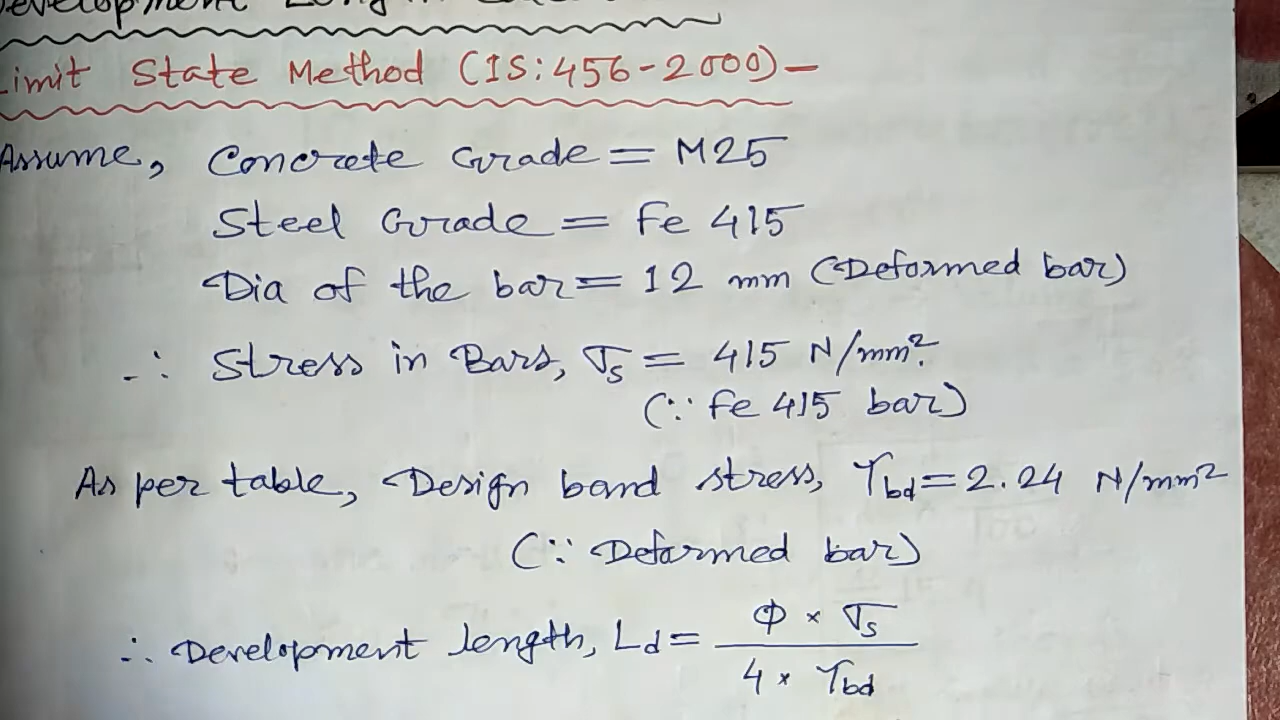 Development Length
Limit State Method (IS:456-2000)-
Assume, Concrete Grade = M25
Steel Grade = Fe 415
Dia of the bar = 12 mm (Deformed bar)
∴ Stress in Bars, σs = 415 N/mm².
(∵ Fe 415 bar)
As per table, Design bond stress, τbd = 2.24 N/mm²
(∵ Deformed bar)
∴ Development length, Ld = φ × σs / 4 × τbd